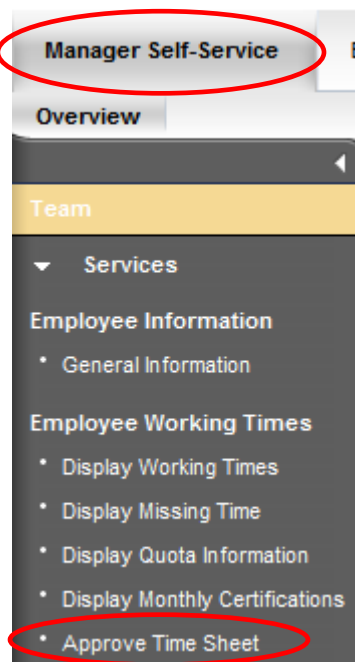 Manager Self-Service
Overview
Team
Services
Employee Information
General Information
Employee Working Times
Display Working Times
Display Missing Time
Display Quota Information
Display Monthly Certifications
Approve Time Sheet